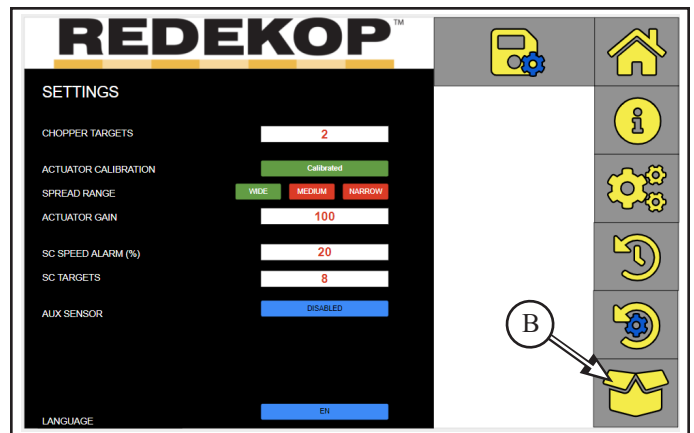 REDEKOP™
SETTINGS
CHOPPER TARGETS 2
ACTUATOR CALIBRATION Calibrated
SPREAD RANGE WIDE MEDIUM NARROW
ACTUATOR GAIN 100
SC SPEED ALARM (%) 20
SC TARGETS 8
AUX SENSOR DISABLED
B
LANGUAGE EN